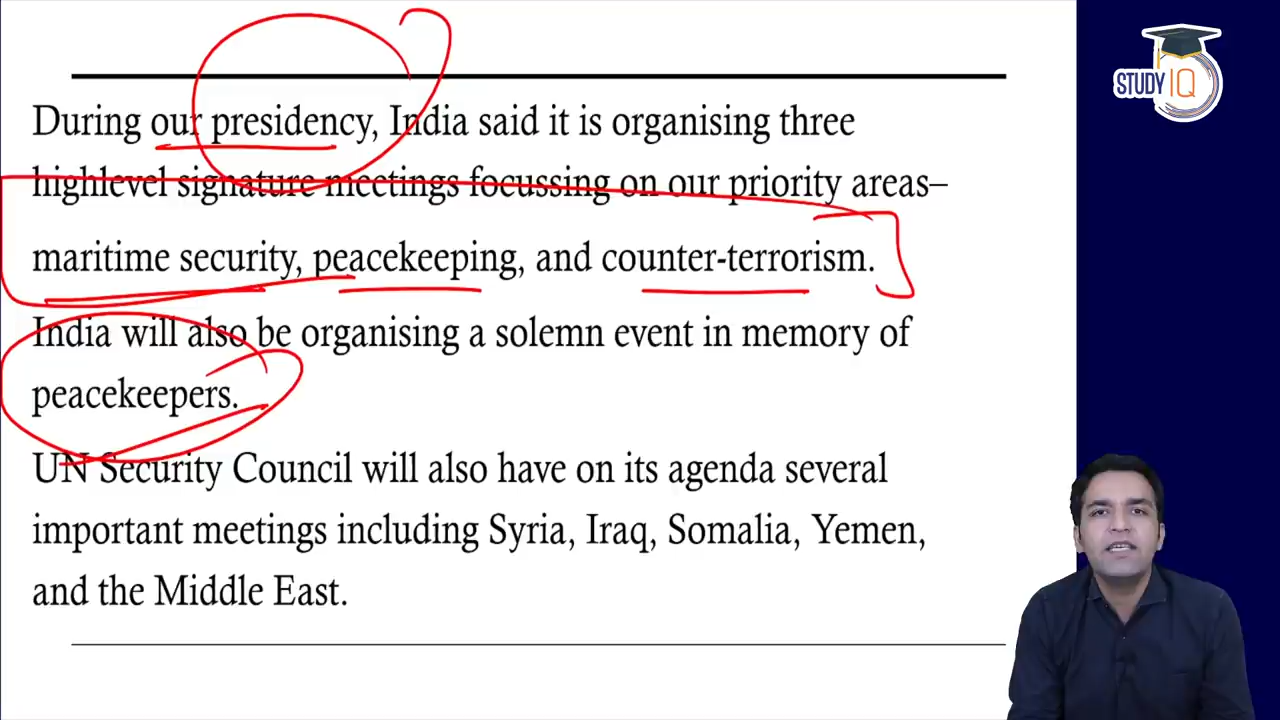 During our presidency, India said it is organising three
highlevel signature meetings focussing on our priority areas–
maritime security, peacekeeping, and counter-terrorism.
India will also be organising a solemn event in memory of
peacekeepers.
UN Security Council will also have on its agenda several
important meetings including Syria, Iraq, Somalia, Yemen,
and the Middle East.
STUDY IQ